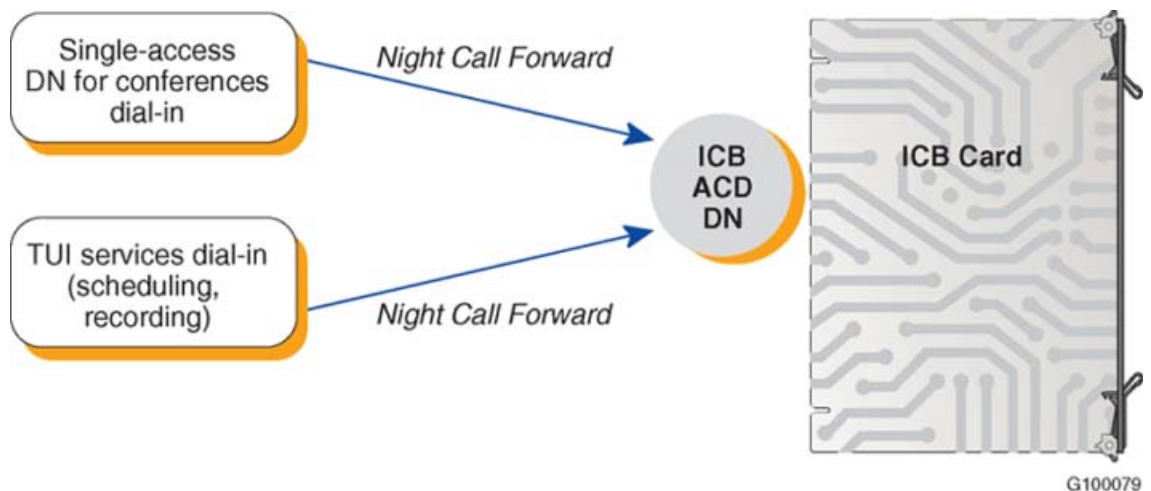 Single-access
DN for conferences
dial-in
Night Call Forward
ICB
ACD
DN
ICB Card
TUI services dial-in
(scheduling,
recording)
Night Call Forward
G100079